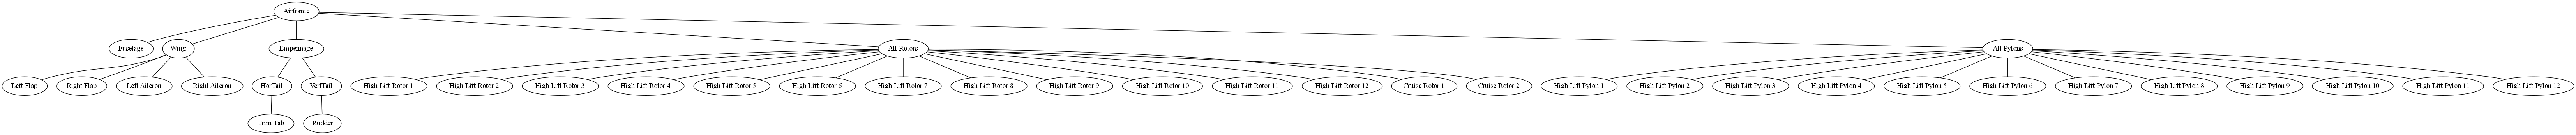 Airframe
Fuselage
Wing
Empennage
All Rotors
All Pylons
Left Flap
Right Flap
Left Aileron
Right Aileron
HorTail
VertTail
High Lift Rotor 1
High Lift Rotor 2
High Lift Rotor 3
High Lift Rotor 4
High Lift Rotor 5
High Lift Rotor 6
High Lift Rotor 7
High Lift Rotor 8
High Lift Rotor 9
High Lift Rotor 10
High Lift Rotor 11
High Lift Rotor 12
Cruise Rotor 1
Cruise Rotor 2
High Lift Pylon 1
High Lift Pylon 2
High Lift Pylon 3
High Lift Pylon 4
High Lift Pylon 5
High Lift Pylon 6
High Lift Pylon 7
High Lift Pylon 8
High Lift Pylon 9
High Lift Pylon 10
High Lift Pylon 11
High Lift Pylon 12
Trim Tab
Rudder